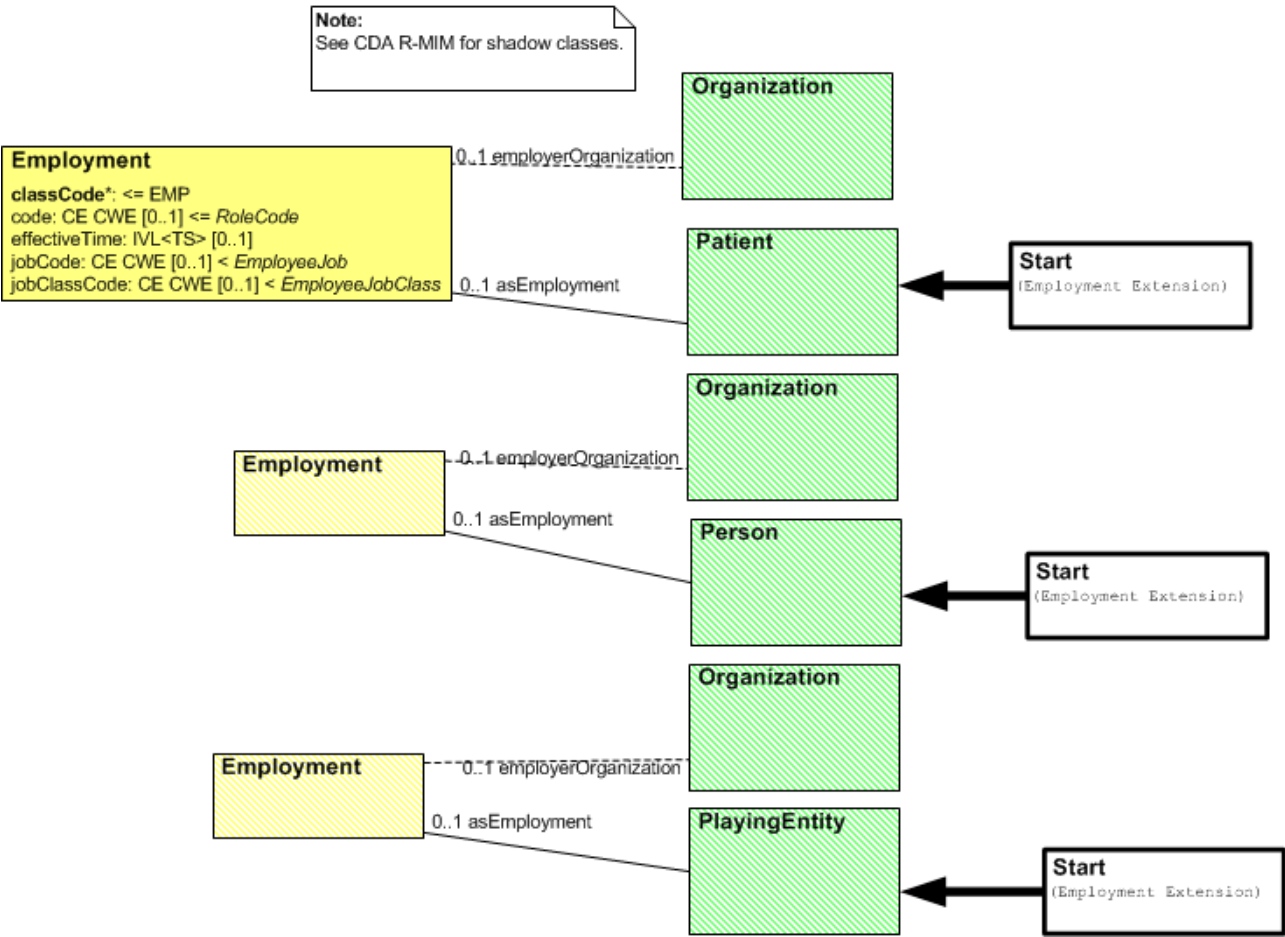 Note:
See CDA R-MIM for shadow classes.
Organization
0..1 employerOrganization
Employment
classCode*: <= EMP
code: CE CWE [0..1] <= RoleCode
effectiveTime: IVL<TS> [0..1]
jobCode: CE CWE [0..1] < EmployeeJob
jobClassCode: CE CWE [0..1] < EmployeeJobClass
0..1 asEmployment
Patient
Start
(Employment Extension)
Organization
0..1 employerOrganization
Employment
0..1 asEmployment
Person
Start
(Employment Extension)
Organization
0..1 employerOrganization
Employment
0..1 asEmployment
PlayingEntity
Start
(Employment Extension)